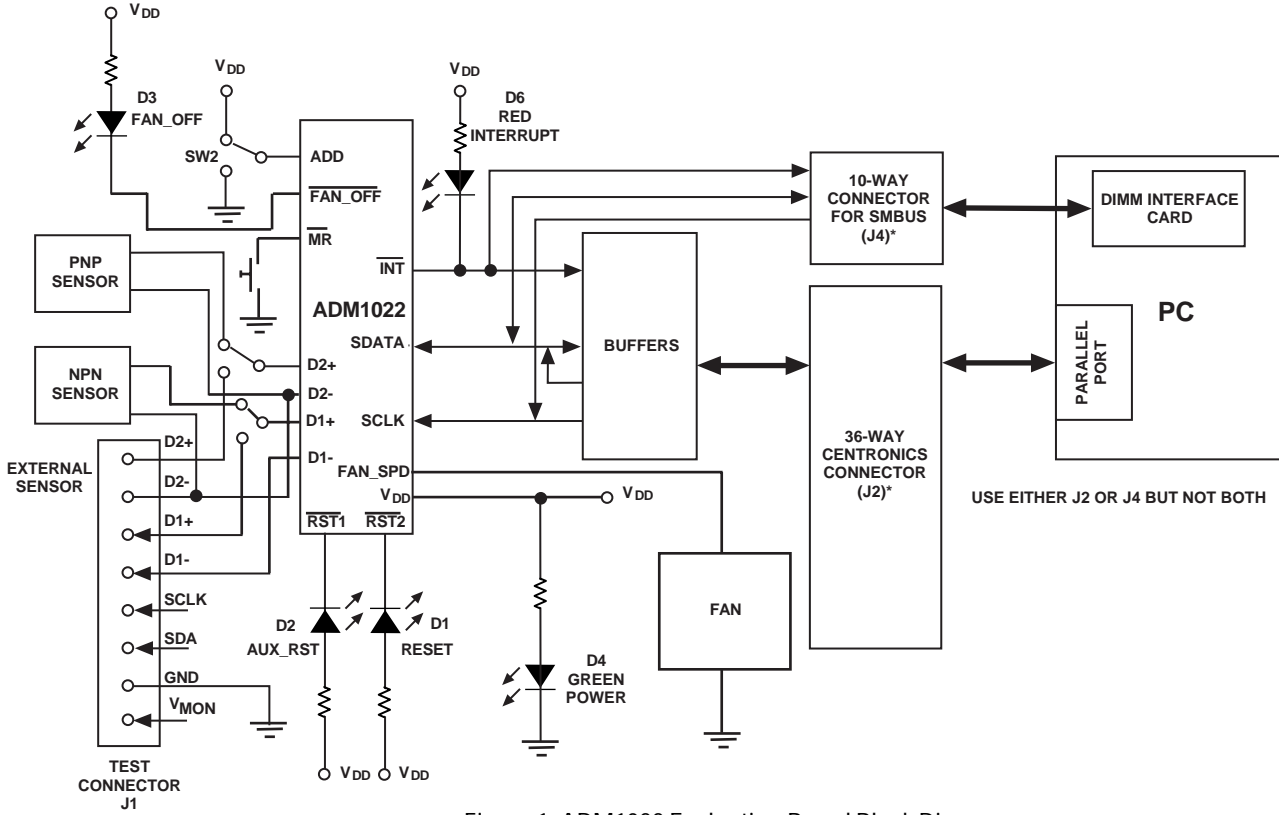 VDD
D3
FAN_OFF
VDD
SW2
ADD
FAN_OFF
MR
INT
ADM1022
SDATA
D2+
D2-
D1+
SCLK
D1-
FAN_SPD
VDD
RST1
RST2
VDD
D6
RED
INTERRUPT
PNP
SENSOR
NPN
SENSOR
EXTERNAL
SENSOR
D2+
D2-
D1+
D1-
SCLK
SDA
GND
VMON
TEST
CONNECTOR
J1
D2
AUX_RST
D1
RESET
VDD
VDD
VDD
D4
GREEN
POWER
FAN
BUFFERS
10-WAY
CONNECTOR
FOR SMBUS
(J4)*
36-WAY
CENTRONICS
CONNECTOR
(J2)*
DIMM INTERFACE
CARD
PC
PARALLEL
PORT
USE EITHER J2 OR J4 BUT NOT BOTH